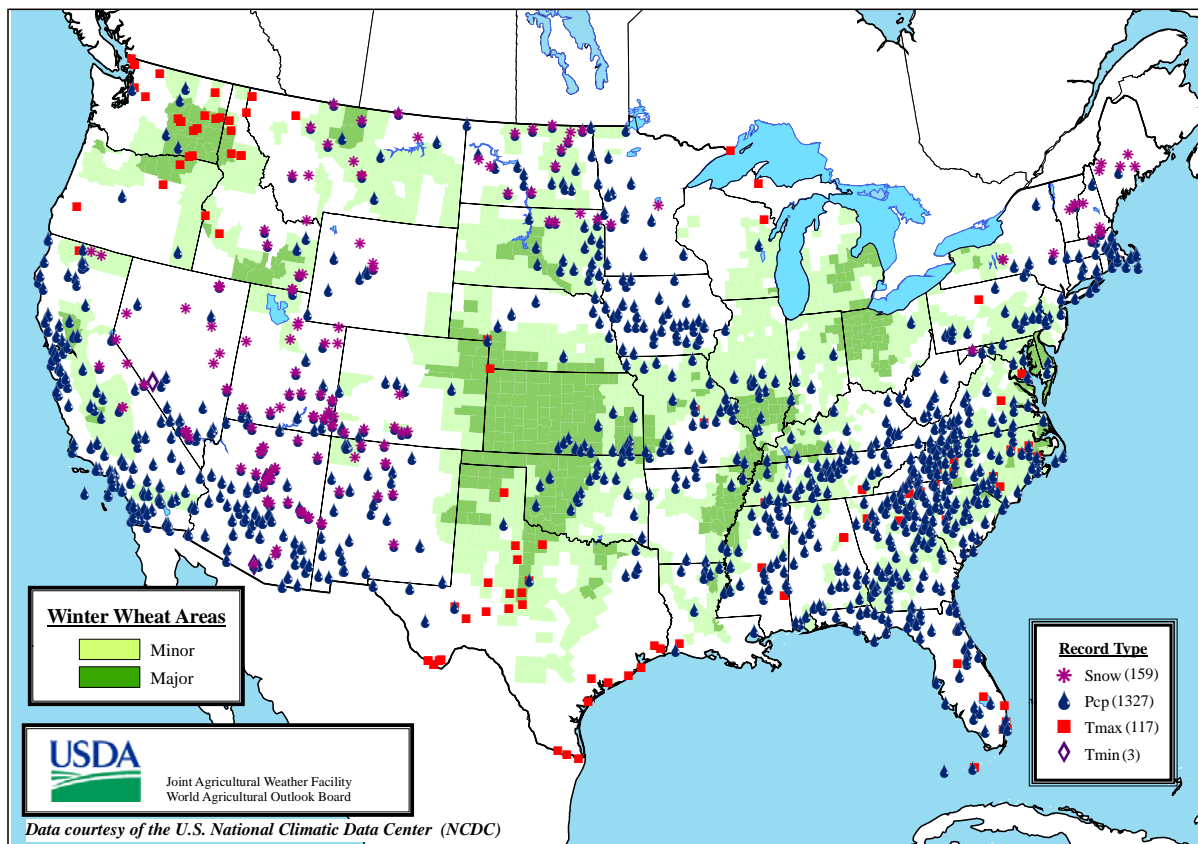 Winter Wheat Areas
Minor
Major
USDA
Joint Agricultural Weather Facility
World Agricultural Outlook Board
Data courtesy of the U.S. National Climatic Data Center (NCDC)
Record Type
Snow (159)
Pcp (1327)
Tmax (117)
Tmin (3)